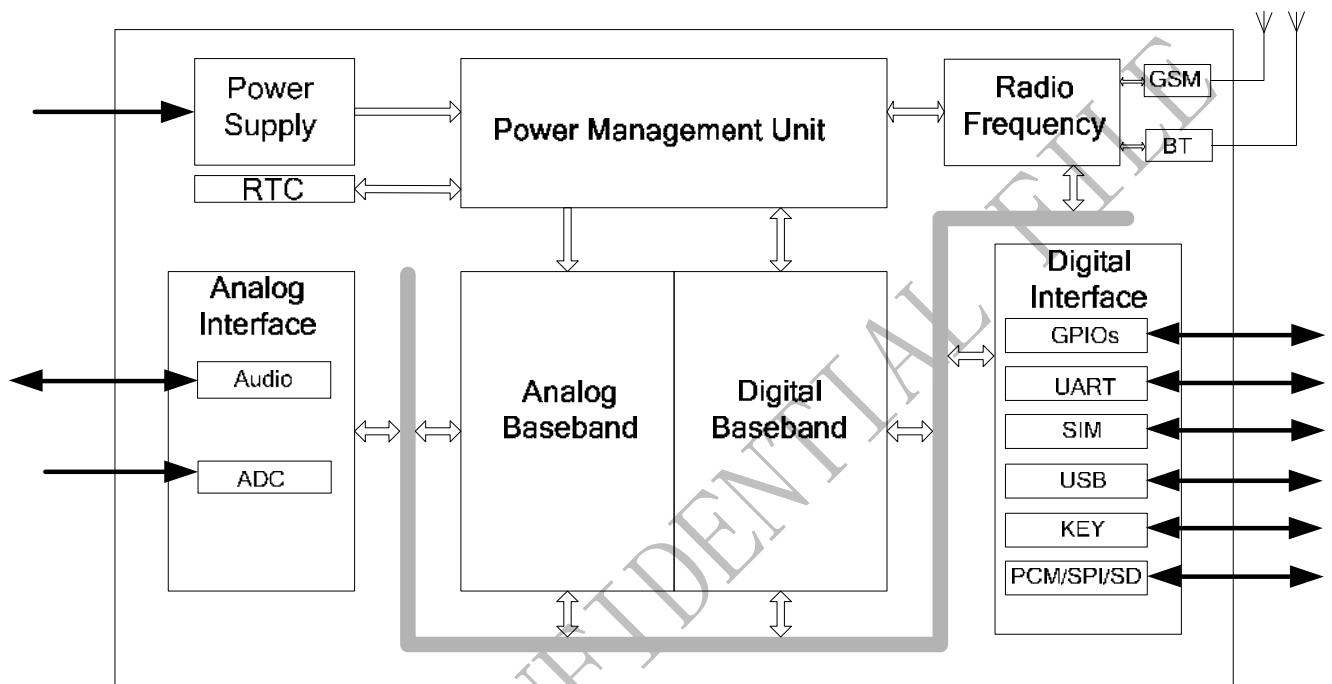 Power
Supply
RTC
Power Management Unit
Radio
Frequency
GSM
BT
Analog
Interface
Audio
ADC
Analog
Baseband
Digital
Baseband
Digital
Interface
GPIOs
UART
SIM
USB
KEY
PCM/SPI/SD
FIDENTIAL FILE